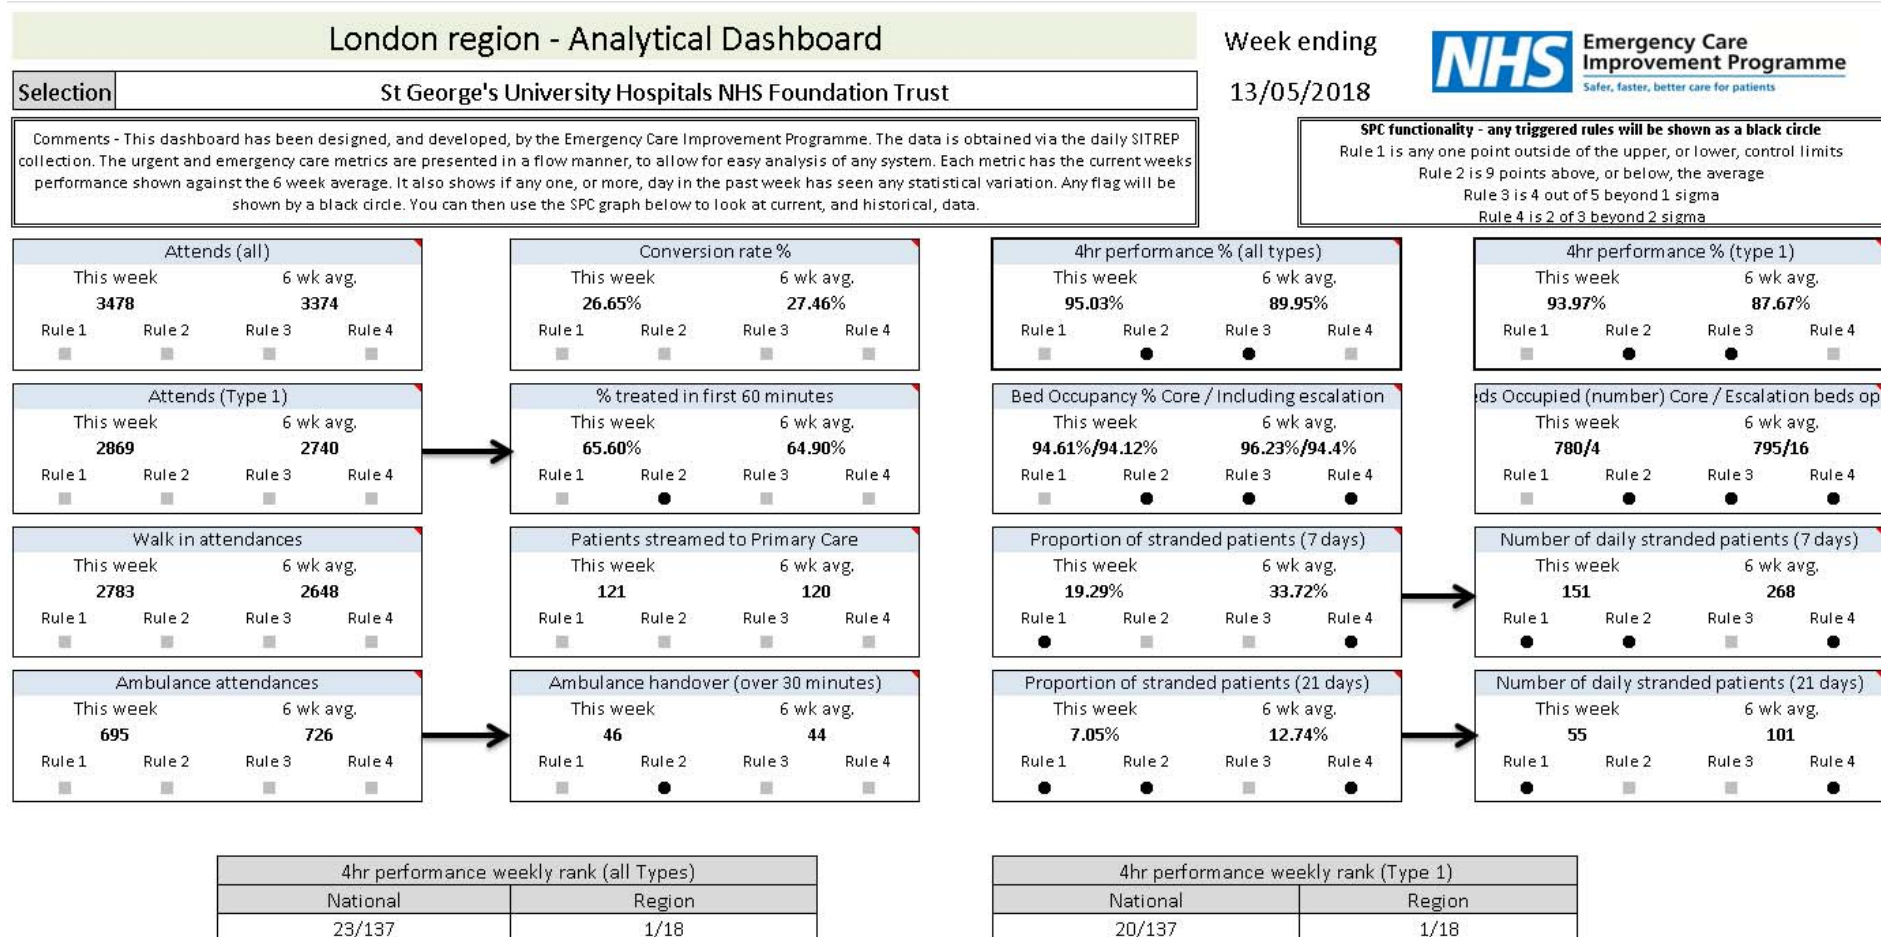 London region - Analytical Dashboard
Week ending
13/05/2018
NHS
Emergency Care
Improvement Programme
Safer, faster, better care for patients
Selection
St George's University Hospitals NHS Foundation Trust
Comments - This dashboard has been designed, and developed, by the Emergency Care Improvement Programme. The data is obtained via the daily SITREP
collection. The urgent and emergency care metrics are presented in a flow manner, to allow for easy analysis of any system. Each metric has the current weeks
performance shown against the 6 week average. It also shows if any one, or more, day in the past week has seen any statistical variation. Any flag will be
shown by a black circle. You can then use the SPC graph below to look at current, and historical, data.
SPC functionality - any triggered rules will be shown as a black circle
Rule 1 is any one point outside of the upper, or lower, control limits
Rule 2 is 9 points above, or below, the average
Rule 3 is 4 out of 5 beyond 1 sigma
Rule 4 is 2 of 3 beyond 2 sigma
Attends (all)
This week 6 wk avg.
3478 3374
Rule 1 Rule 2 Rule 3 Rule 4
Conversion rate %
This week 6 wk avg.
26.65% 27.46%
Rule 1 Rule 2 Rule 3 Rule 4
4hr performance % (all types)
This week 6 wk avg.
95.03% 89.95%
Rule 1 Rule 2 Rule 3 Rule 4
4hr performance % (type 1)
This week 6 wk avg.
93.97% 87.67%
Rule 1 Rule 2 Rule 3 Rule 4
Attends (Type 1)
This week 6 wk avg.
2869 2740
Rule 1 Rule 2 Rule 3 Rule 4
% treated in first 60 minutes
This week 6 wk avg.
65.60% 64.90%
Rule 1 Rule 2 Rule 3 Rule 4
Bed Occupancy % Core / Including escalation
This week 6 wk avg.
94.61%/94.12% 96.23%/94.4%
Rule 1 Rule 2 Rule 3 Rule 4
eds Occupied (number) Core / Escalation beds op
This week 6 wk avg.
780/4 795/16
Rule 1 Rule 2 Rule 3 Rule 4
Walk in attendances
This week 6 wk avg.
2783 2648
Rule 1 Rule 2 Rule 3 Rule 4
Patients streamed to Primary Care
This week 6 wk avg.
121 120
Rule 1 Rule 2 Rule 3 Rule 4
Proportion of stranded patients (7 days)
This week 6 wk avg.
19.29% 33.72%
Rule 1 Rule 2 Rule 3 Rule 4
Number of daily stranded patients (7 days)
This week 6 wk avg.
151 268
Rule 1 Rule 2 Rule 3 Rule 4
Ambulance attendances
This week 6 wk avg.
695 726
Rule 1 Rule 2 Rule 3 Rule 4
Ambulance handover (over 30 minutes)
This week 6 wk avg.
46 44
Rule 1 Rule 2 Rule 3 Rule 4
Proportion of stranded patients (21 days)
This week 6 wk avg.
7.05% 12.74%
Rule 1 Rule 2 Rule 3 Rule 4
Number of daily stranded patients (21 days)
This week 6 wk avg.
55 101
Rule 1 Rule 2 Rule 3 Rule 4
4hr performance weekly rank (all Types)
National Region
23/137 1/18
4hr performance weekly rank (Type 1)
National Region
20/137 1/18